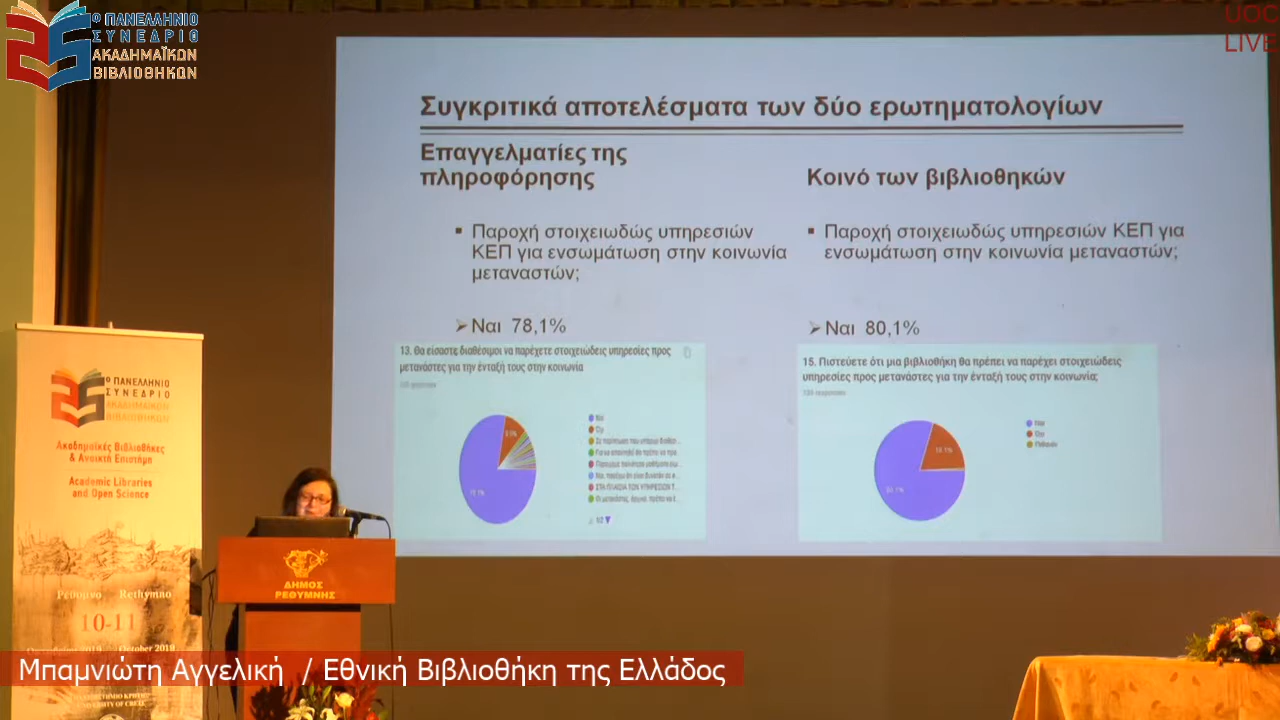 25ο ΠΑΝΕΛΛΗΝΙΟ
ΣΥΝΕΔΡΙΟ
ΑΚΑΔΗΜΑΪΚΩΝ
ΒΙΒΛΙΟΘΗΚΩΝ
UOC
LIVE
Συγκριτικά αποτελέσματα των δύο ερωτηματολογίων
Επαγγελματίες της
πληροφόρησης
▪ Παροχή στοιχειωδώς υπηρεσιών
ΚΕΠ για ενσωμάτωση στην κοινωνία
μεταναστών;
➢ Ναι 78,1%
13. Θα είσαστε διαθέσιμοι να παρέχετε στοιχειώδεις υπηρεσίες προς
μετανάστες για την ένταξή τους στην κοινωνία
Ναι
Όχι
Κοινό των βιβλιοθηκών
▪ Παροχή στοιχειωδώς υπηρεσιών ΚΕΠ για
ενσωμάτωση στην κοινωνία μεταναστών;
➢ Ναι 80,1%
15. Πιστεύετε ότι μια βιβλιοθήκη θα πρέπει να παρέχει στοιχειώδεις
υπηρεσίες προς μετανάστες για την ένταξή τους στην κοινωνία;
Ναι
Όχι
25ο ΠΑΝΕΛΛΗΝΙΟ
ΣΥΝΕΔΡΙΟ
ΑΚΑΔΗΜΑΪΚΩΝ
ΒΙΒΛΙΟΘΗΚΩΝ
Ακαδημαϊκές Βιβλιοθήκες
& Ανοικτή Επιστήμη
Academic Libraries
and Open Science
Ρέθυμνο Rethymno
10-11
October 2019
ΔΗΜΟΣ
ΡΕΘΥΜΝΗΣ
Μπαμνιώτη Αγγελική / Εθνική Βιβλιοθήκη της Ελλάδος